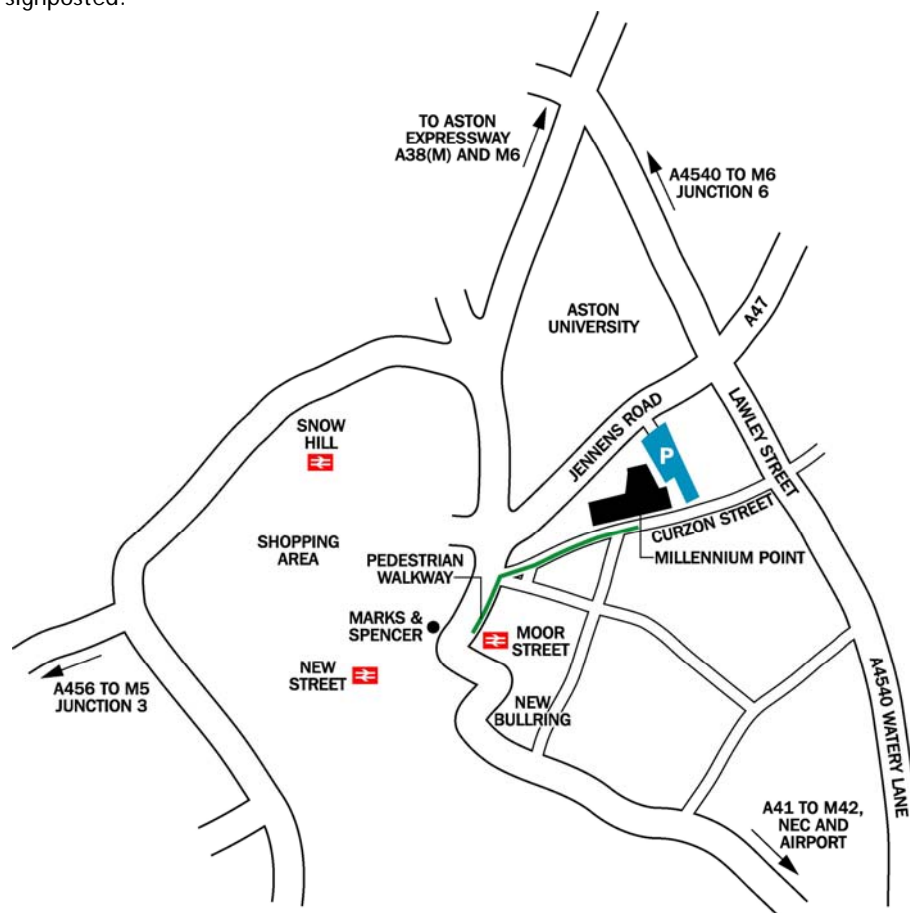 signposted.
TO ASTON
EXPRESSWAY
A38(M) AND M6
A4540 TO M6
JUNCTION 6
A47
ASTON
UNIVERSITY
JENNENS ROAD
LAWLEY STREET
SNOW
HILL
P
CURZON STREET
SHOPPING
AREA
PEDESTRIAN
WALKWAY
MILLENNIUM POINT
MARKS &
SPENCER
MOOR
STREET
NEW
STREET
A456 TO M5
JUNCTION 3
NEW
BULLRING
A4540 WATERY LANE
A41 TO M42,
NEC AND
AIRPORT